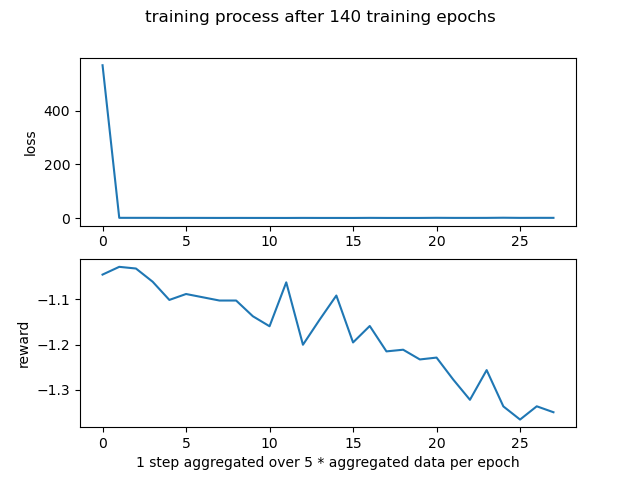 training process after 140 training epochs
400
200
0
loss
0 5 10 15 20 25
−1.1
−1.2
−1.3
reward
0 5 10 15 20 25
1 step aggregated over 5 * aggregated data per epoch